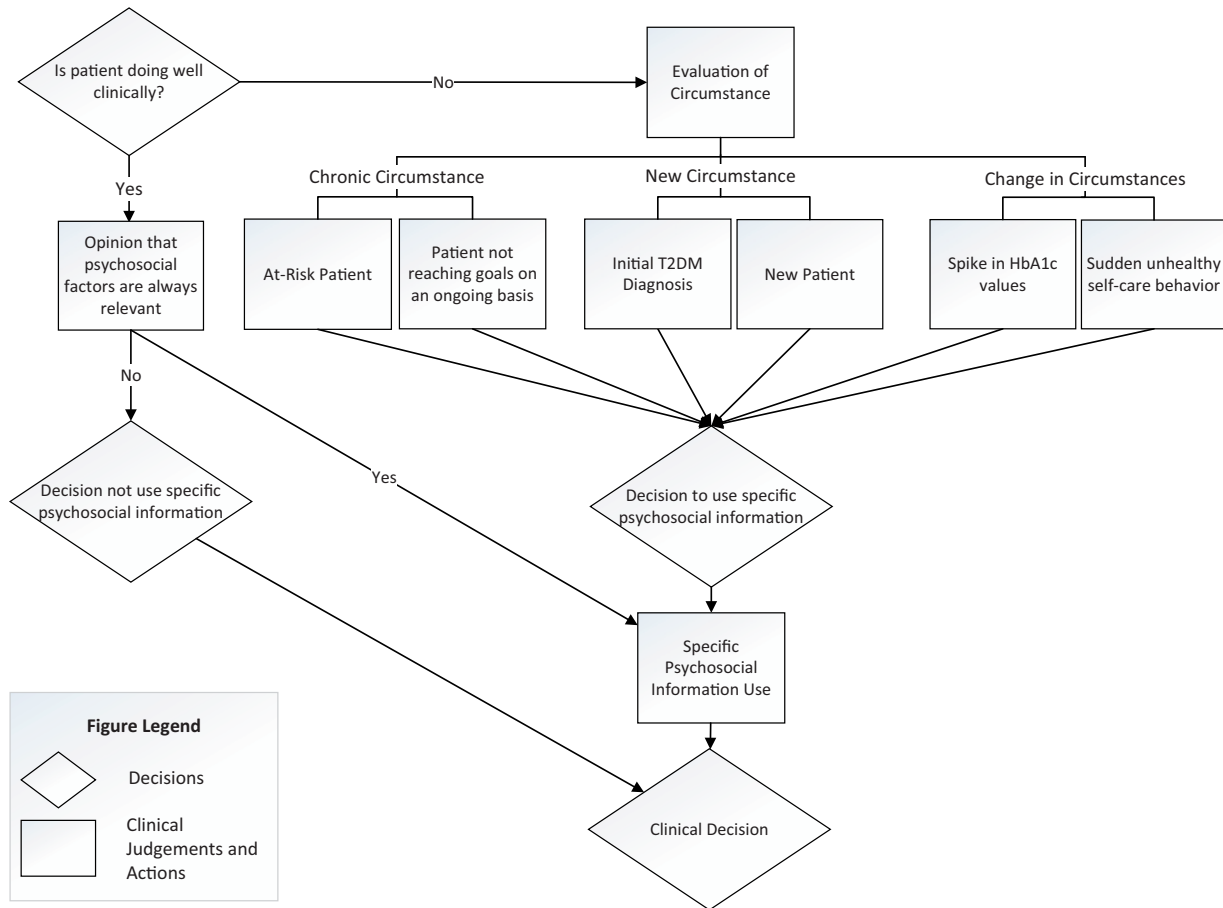 Is patient doing well
clinically?
No
Evaluation of
Circumstance
Yes
Chronic Circumstance
New Circumstance
Change in Circumstances
Opinion that
psychosocial
factors are always
relevant
At-Risk Patient
Patient not
reaching goals on
an ongoing basis
Initial T2DM
Diagnosis
New Patient
Spike in HbA1c
values
Sudden unhealthy
self-care behavior
No
Yes
Decision not use specific
psychosocial information
Decision to use specific
psychosocial information
Specific
Psychosocial
Information Use
Clinical Decision
Figure Legend
Decisions
Clinical
Judgements and
Actions